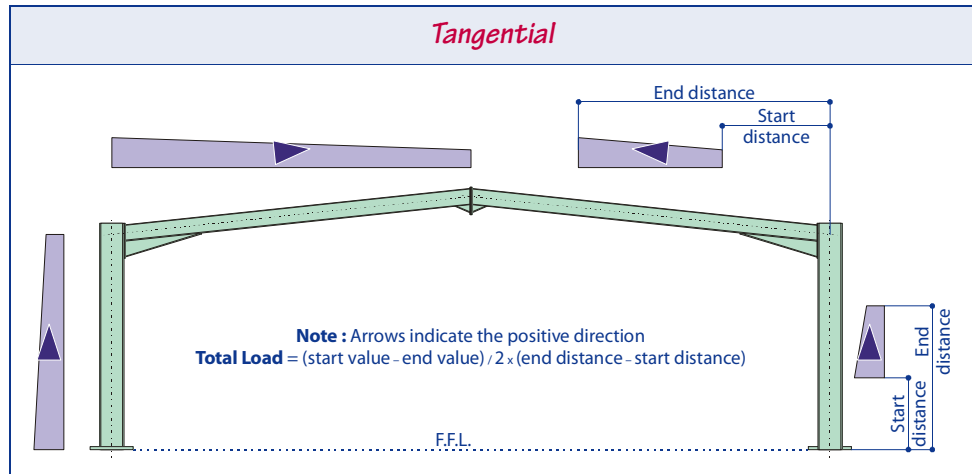 Tangential
End distance
Start
distance
Note : Arrows indicate the positive direction
Total Load = (start value – end value) / 2 x (end distance – start distance)
End
distance
Start
distance
F.F.L.